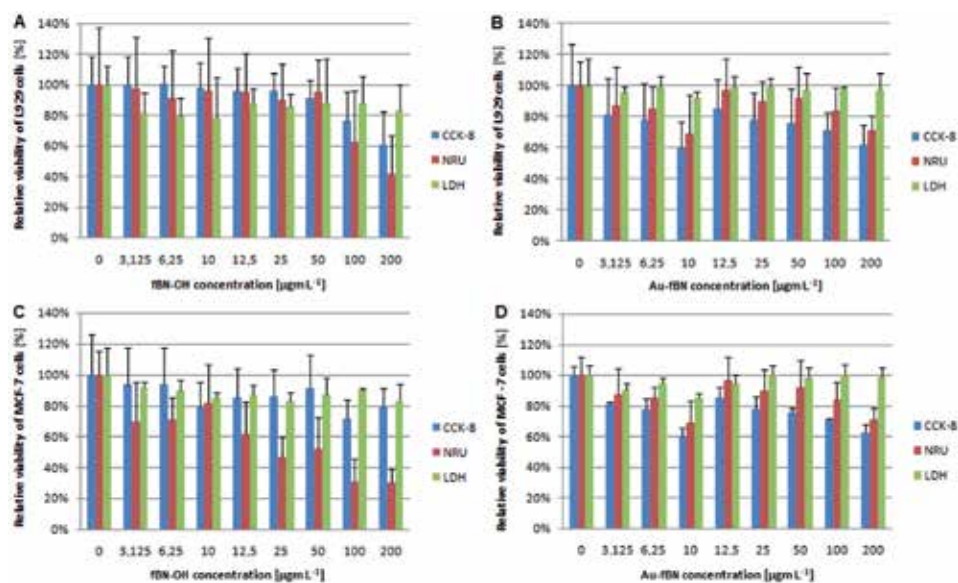 A
Relative viability of L929 cells [%]
140%
120%
100%
80%
60%
40%
20%
0%
0 3,125 6,25 10 12,5 25 50 100 200
fBN-OH concentration [µgmL⁻¹]
CCK-8
NRU
LDH
B
Relative viability of L929 cells [%]
140%
120%
100%
80%
60%
40%
20%
0%
0 3,125 6,25 10 12,5 25 50 100 200
Au-fBN concentration [µgmL⁻¹]
CCK-8
NRU
LDH
C
Relative viability of MCF-7 cells [%]
140%
120%
100%
80%
60%
40%
20%
0%
0 3,125 6,25 10 12,5 25 50 100 200
fBN-OH concentration [µgmL⁻¹]
CCK-8
NRU
LDH
D
Relative viability of MCF - 7 cells [%]
140%
120%
100%
80%
60%
40%
20%
0%
0 3,125 6,25 10 12,5 25 50 100 200
Au-fBN concentration [µgmL⁻¹]
CCK-8
NRU
LDH